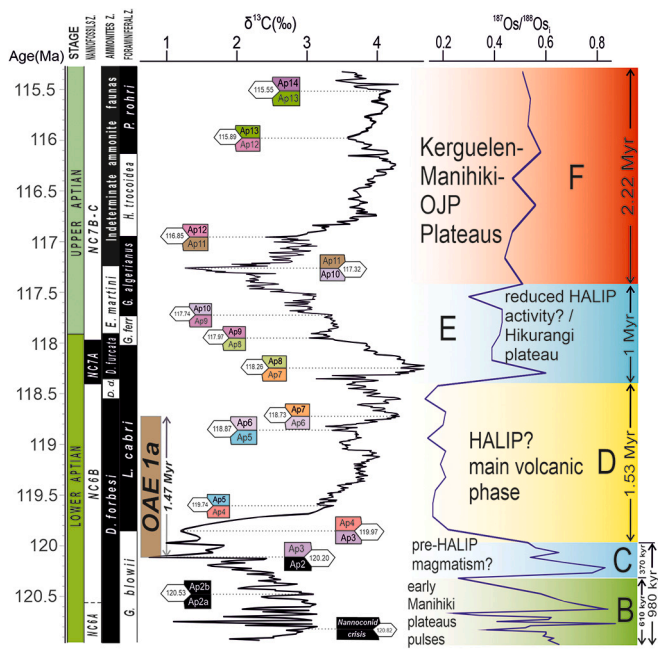 δ¹³C(‰)
¹⁸⁷Os/¹⁸⁸Osᵢ
Age(Ma)
STAGE
NANNOFOSSILS Z.
AMMONITES Z.
FORAMINIFERAL Z.
1
2
3
4
0.2
0.4
0.6
0.8
115.5
116
116.5
117
117.5
118
118.5
119
119.5
120
120.5
UPPER APTIAN
LOWER APTIAN
NC7B-C
NC7A
NC6B
NC6A
Indeterminate ammonite faunas
E. martini
D. furcata
D. d.
D. forbesi
P. rohri
H. trocoidea
G. algerianus
G. ferr
L. cabri
G. blowii
OAE 1a
1.47 Myr
115.55
Ap14
Ap13
115.89
Ap13
Ap12
116.85
Ap12
Ap11
Ap11
Ap10
117.32
117.74
Ap10
Ap9
117.97
Ap9
Ap8
118.26
Ap8
Ap7
118.73
Ap7
Ap6
118.87
Ap6
Ap5
119.74
Ap5
Ap4
Ap4
Ap3
119.97
Ap3
Ap2
120.20
120.53
Ap2b
Ap2a
Nannoconid
crisis
120.82
Kerguelen-
Manihiki-
OJP
Plateaus
F
2.22 Myr
reduced HALIP
activity? /
Hikurangi
plateau
E
1 Myr
HALIP?
main volcanic
phase
D
1.53 Myr
pre-HALIP
magmatism?
C
370 kyr
early
Manihiki
plateaus
pulses
B
610 kyr
980 kyr